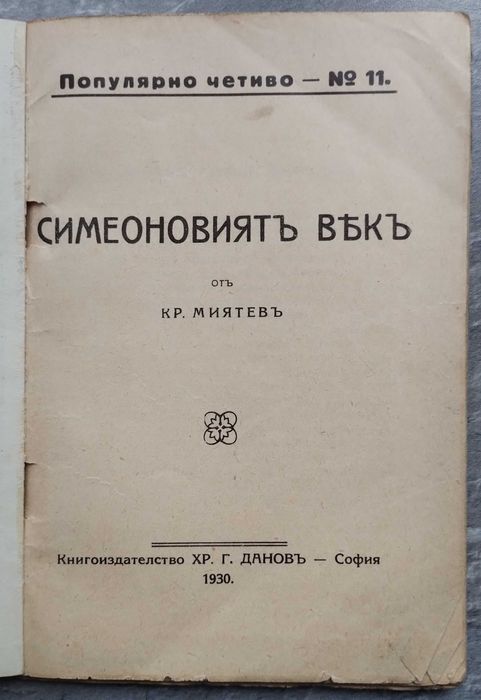 Популярно четиво — № 11.
СИМЕОНОВИЯТЪ ВѢКЪ
отъ
КР. МИЯТЕВЪ
Книгоиздателство ХР. Г. ДАНОВЪ — София
1930.